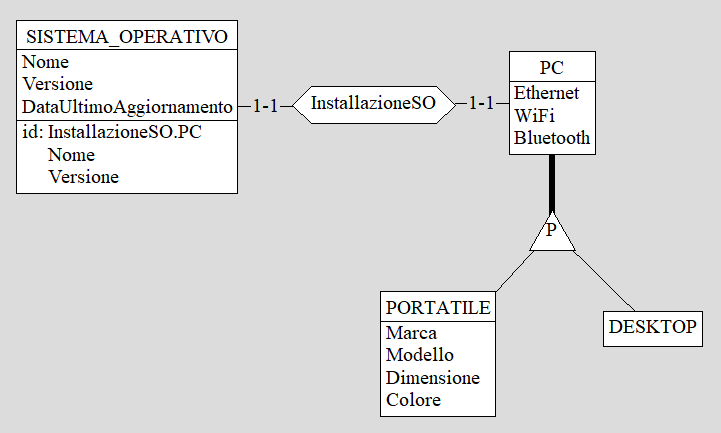 SISTEMA_OPERATIVO
Nome
Versione
DataUltimoAggiornamento
id: InstallazioneSO.PC
Nome
Versione
1-1
InstallazioneSO
1-1
PC
Ethernet
WiFi
Bluetooth
P
PORTATILE
Marca
Modello
Dimensione
Colore
DESKTOP